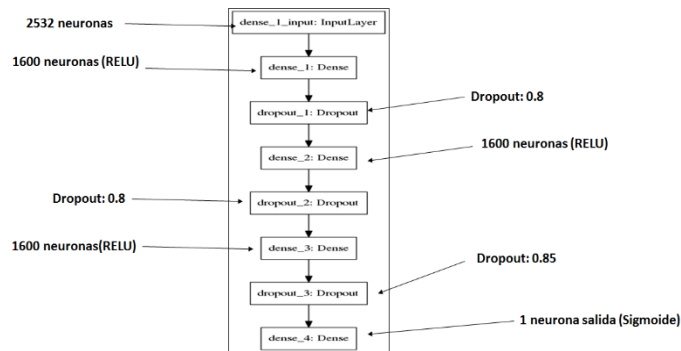 2532 neuronas
dense_1_input: InputLayer
1600 neuronas (RELU)
dense_1: Dense
Dropout: 0.8
dropout_1: Dropout
1600 neuronas (RELU)
dense_2: Dense
Dropout: 0.8
dropout_2: Dropout
1600 neuronas(RELU)
dense_3: Dense
Dropout: 0.85
dropout_3: Dropout
1 neurona salida (Sigmoide)
dense_4: Dense